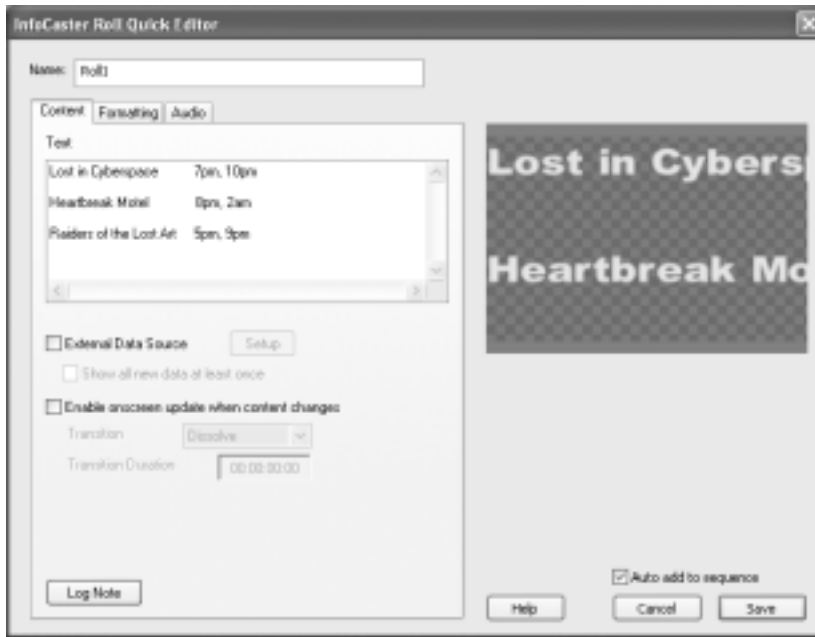 InfoCaster Roll Quick Editor
Name: Roll1
Content Formatting Audio
Text
Lost in Cyberspace 7pm, 10pm
Heartbreak Motel 8pm, 2am
Raiders of the Lost Art 5pm, 9pm
Lost in Cybers
Heartbreak Mo
External Data Source Setup
Show all new data at least once
Enable onscreen update when content changes
Transition Dissolve
Transition Duration 00:00:00:00
Log Note
Auto add to sequence
Help Cancel Save